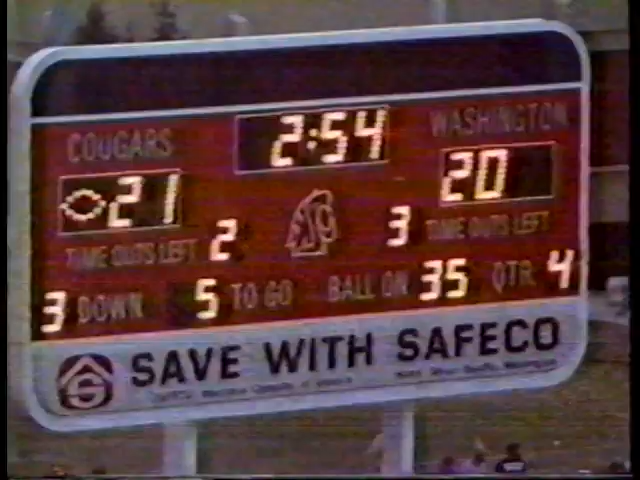 COUGARS 2:54 WASHINGTON
21 20
TIME OUTS LEFT 2 3 TIME OUTS LEFT
3 DOWN 5 TO GO BALL ON 35 QTR 4
SAVE WITH SAFECO